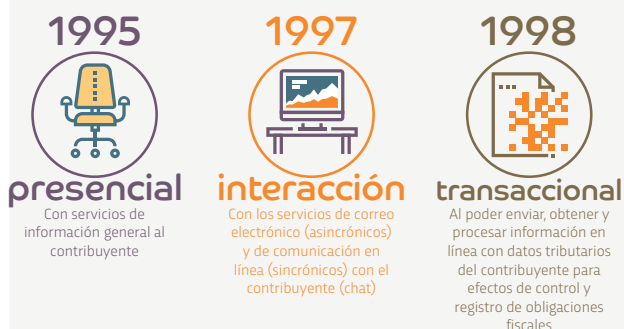 1995
presencial
Con servicios de
información general al
contribuyente
1997
interacción
Con los servicios de correo
electrónico (asincrónicos)
y de comunicación en
línea (sincrónicos) con el
contribuyente (chat)
1998
transaccional
Al poder enviar, obtener y
procesar información en
línea con datos tributarios
del contribuyente para
efectos de control y
registro de obligaciones
fiscales